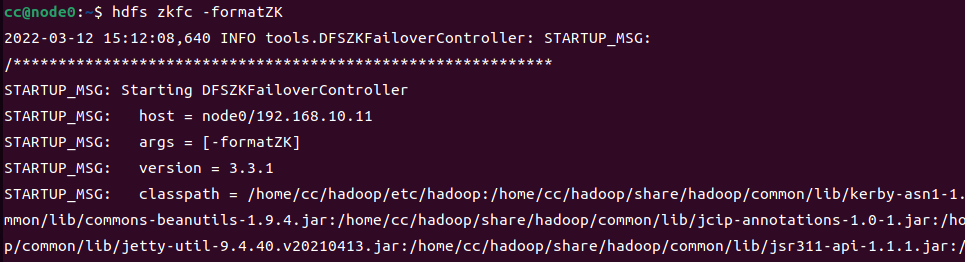 cc@node0:~$ hdfs zkfc -formatZK
2022-03-12 15:12:08,640 INFO tools.DFSZKFailoverController: STARTUP_MSG:
/************************************************************
STARTUP_MSG: Starting DFSZKFailoverController
STARTUP_MSG:   host = node0/192.168.10.11
STARTUP_MSG:   args = [-formatZK]
STARTUP_MSG:   version = 3.3.1
STARTUP_MSG:   classpath = /home/cc/hadoop/etc/hadoop:/home/cc/hadoop/share/hadoop/common/lib/kerby-asn1-1.
mmon/lib/commons-beanutils-1.9.4.jar:/home/cc/hadoop/share/hadoop/common/lib/jcip-annotations-1.0-1.jar:/ho
p/common/lib/jetty-util-9.4.40.v20210413.jar:/home/cc/hadoop/share/hadoop/common/lib/jsr311-api-1.1.1.jar:/